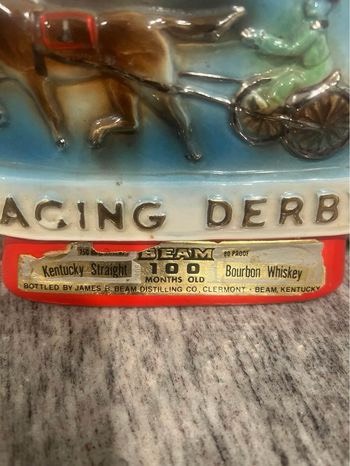 ACING DERB
BEAM 80 PROOF
Kentucky Straight 100 Bourbon Whiskey
MONTHS OLD
BOTTLED BY JAMES B. BEAM DISTILLING CO., CLERMONT - BEAM, KENTUCKY